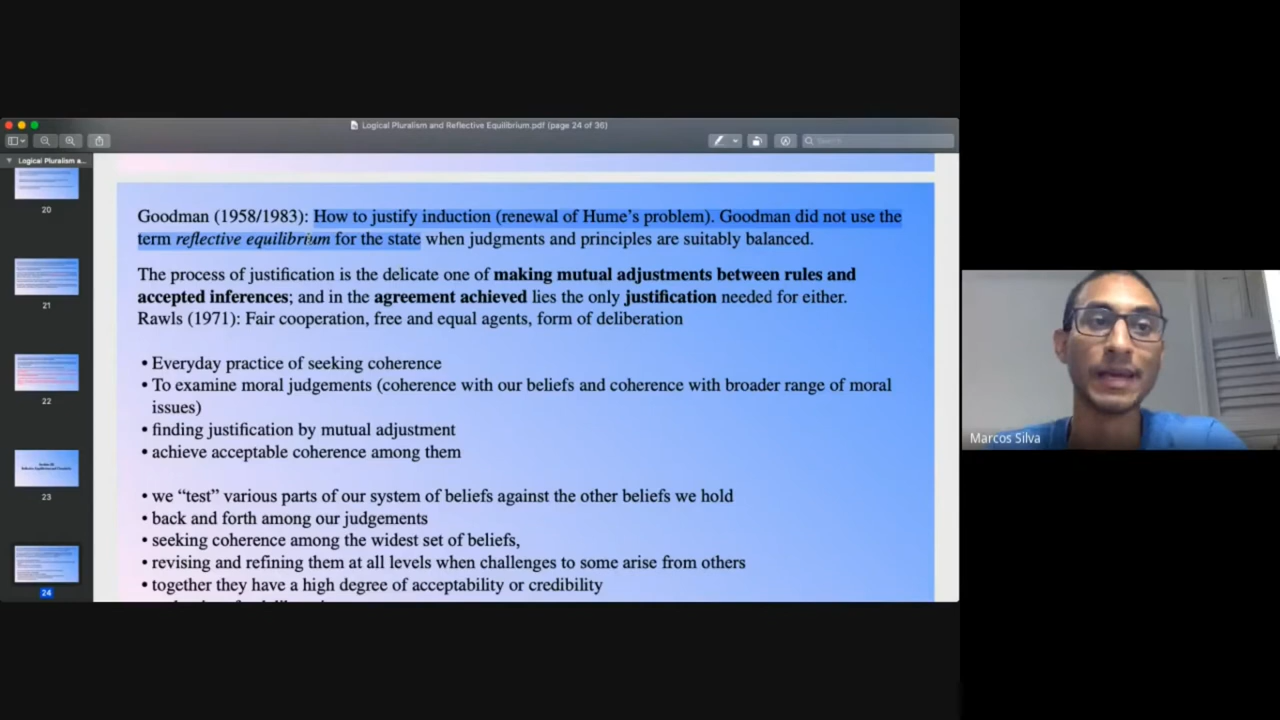 Logical Pluralism and Reflective Equilibrium.pdf (page 24 of 36)
Search
Logical Pluralism a...
20
21
22
23
24
Goodman (1958/1983): How to justify induction (renewal of Hume's problem). Goodman did not use the
term reflective equilibrium for the state when judgments and principles are suitably balanced.
The process of justification is the delicate one of making mutual adjustments between rules and
accepted inferences; and in the agreement achieved lies the only justification needed for either.
Rawls (1971): Fair cooperation, free and equal agents, form of deliberation
• Everyday practice of seeking coherence
• To examine moral judgements (coherence with our beliefs and coherence with broader range of moral
issues)
• finding justification by mutual adjustment
• achieve acceptable coherence among them
• we “test” various parts of our system of beliefs against the other beliefs we hold
• back and forth among our judgements
• seeking coherence among the widest set of beliefs,
• revising and refining them at all levels when challenges to some arise from others
• together they have a high degree of acceptability or credibility
Marcos Silva